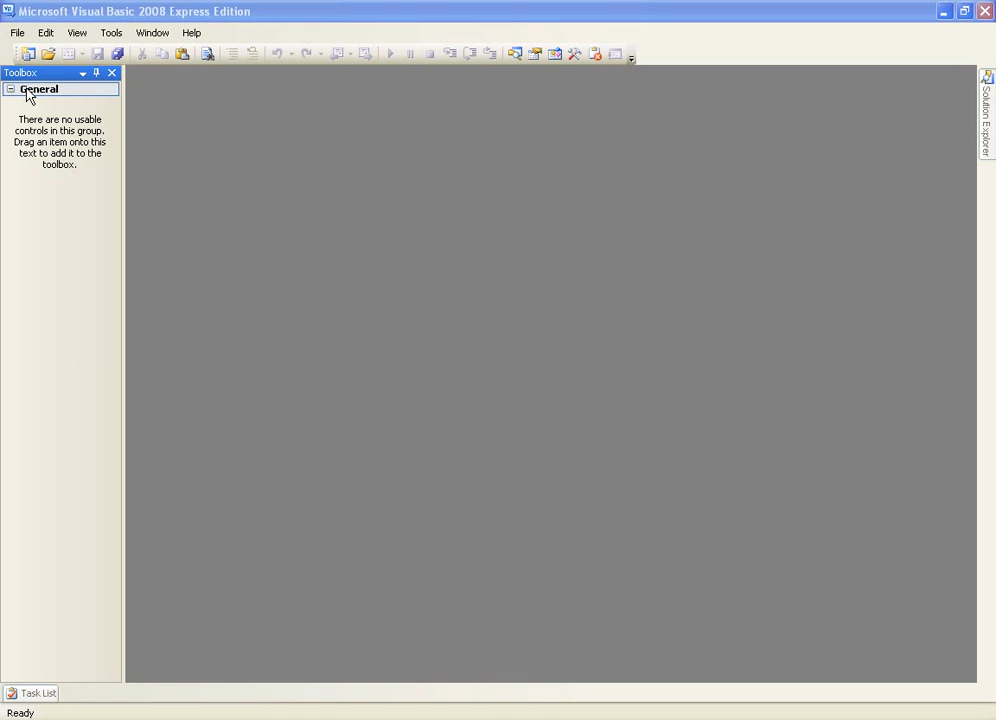 Microsoft Visual Basic 2008 Express Edition
File Edit View Tools Window Help
Toolbox
General
There are no usable
controls in this group.
Drag an item onto this
text to add it to the
toolbox.
Solution Explorer
Task List
Ready